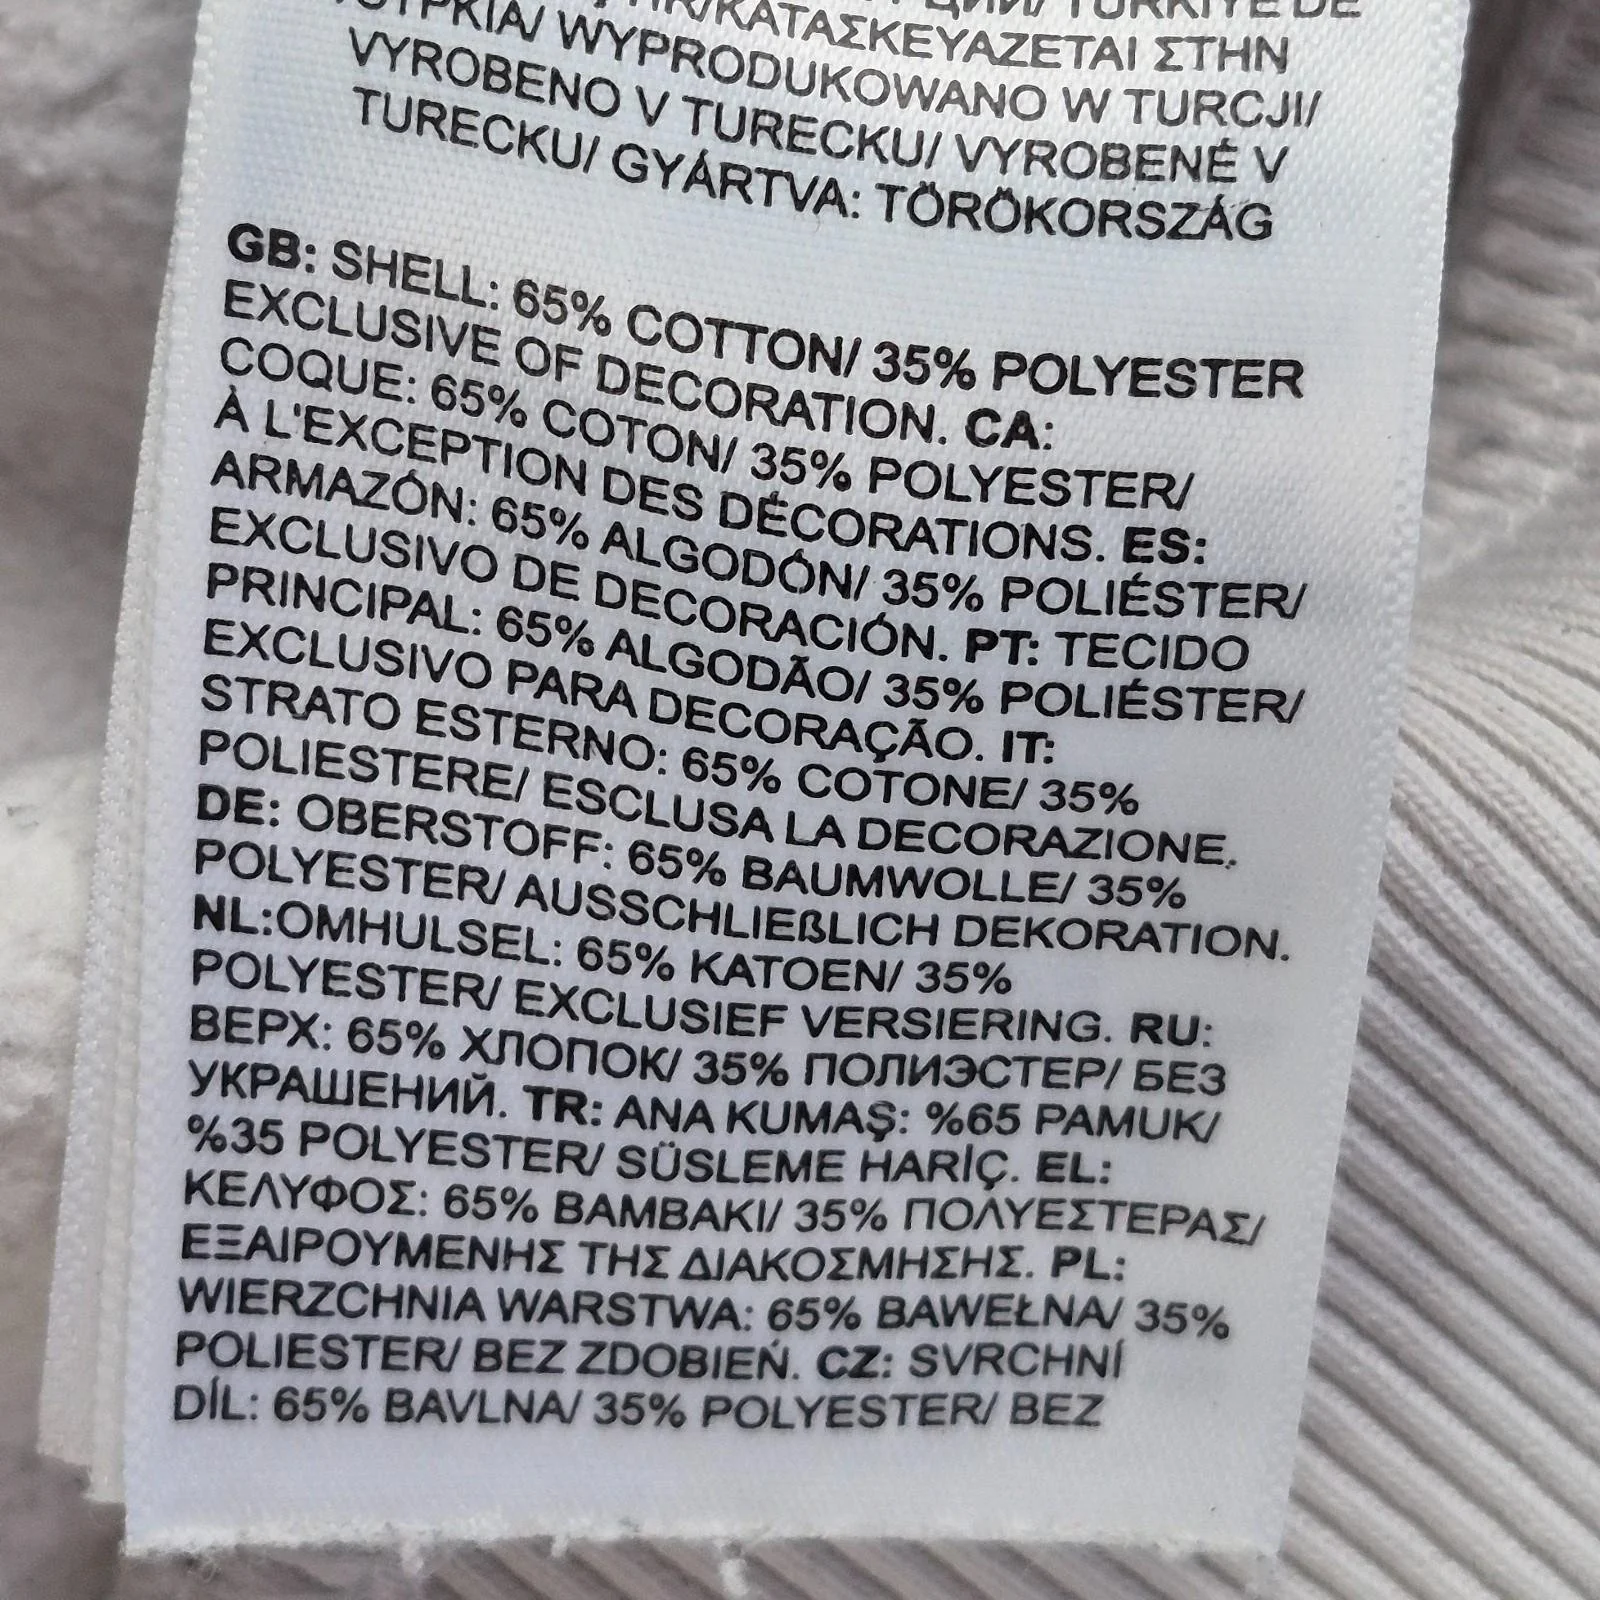 TÜRKİYE'DE
ΚΑΤΑΣΚΕΥΑΖΕΤΑΙ ΣΤΗΝ
WYPRODUKOWANO W TURCJI/
VYROBENO V TURECKU/ VYROBENÉ V
TURECKU/ GYÁRTVA: TÖRÖKORSZÁG
GB: SHELL: 65% COTTON/ 35% POLYESTER
EXCLUSIVE OF DECORATION. CA:
COQUE: 65% COTON/ 35% POLYESTER/
À L'EXCEPTION DES DÉCORATIONS. ES:
ARMAZÓN: 65% ALGODÓN/ 35% POLIÉSTER/
EXCLUSIVO DE DECORACIÓN. PT: TECIDO
PRINCIPAL: 65% ALGODÃO/ 35% POLIÉSTER/
EXCLUSIVO PARA DECORAÇÃO. IT:
STRATO ESTERNO: 65% COTONE/ 35%
POLIESTERE/ ESCLUSA LA DECORAZIONE.
DE: OBERSTOFF: 65% BAUMWOLLE/ 35%
POLYESTER/ AUSSCHLIEßLICH DEKORATION.
NL:OMHULSEL: 65% KATOEN/ 35%
POLYESTER/ EXCLUSIEF VERSIERING. RU:
ВЕРХ: 65% ХЛОПОК/ 35% ПОЛИЭСТЕР/ БЕЗ
УКРАШЕНИЙ. TR: ANA KUMAŞ: %65 PAMUK/
%35 POLYESTER/ SÜSLEME HARİÇ. EL:
ΚΕΛΥΦΟΣ: 65% ΒΑΜΒΑΚΙ/ 35% ΠΟΛΥΕΣΤΕΡΑΣ/
ΕΞΑΙΡΟΥΜΕΝΗΣ ΤΗΣ ΔΙΑΚΟΣΜΗΣΗΣ. PL:
WIERZCHNIA WARSTWA: 65% BAWEŁNA/ 35%
POLIESTER/ BEZ ZDOBIEŃ. CZ: SVRCHNÍ
DÍL: 65% BAVLNA/ 35% POLYESTER/ BEZ